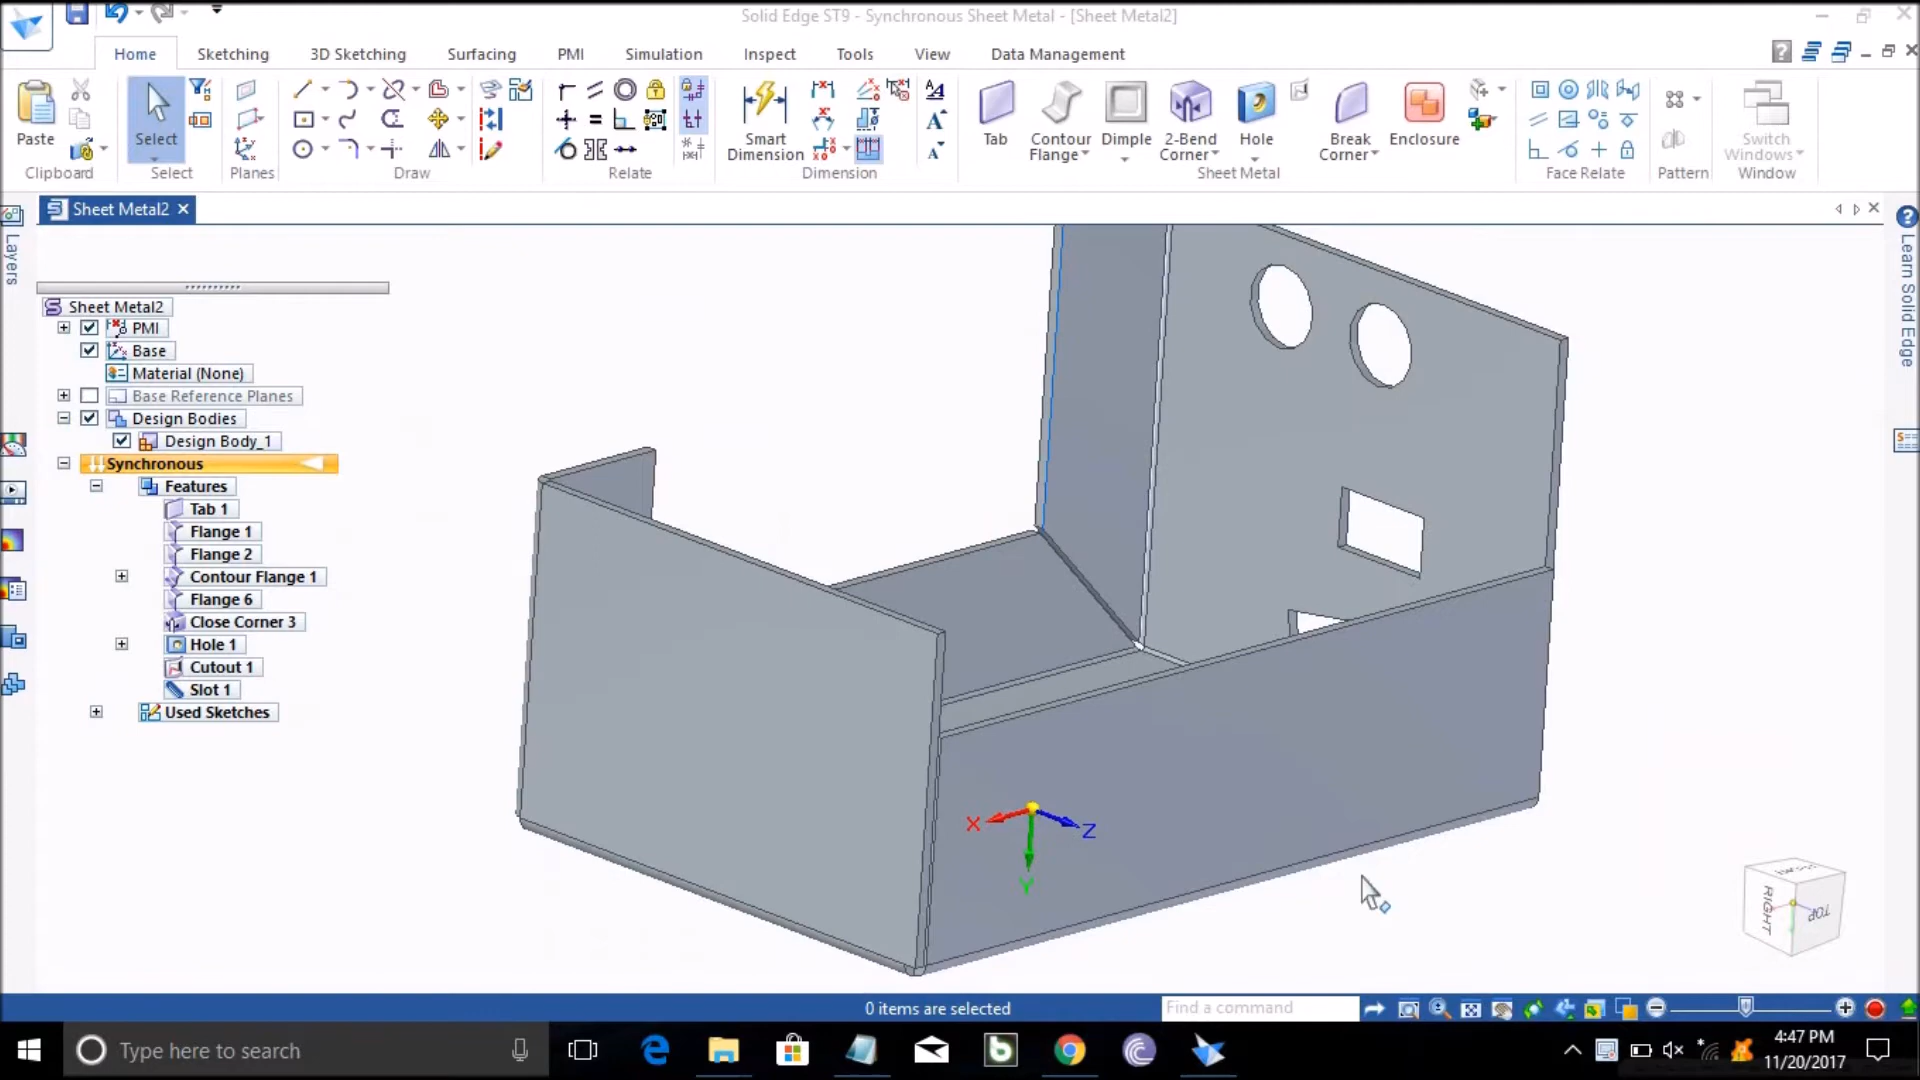 Solid Edge ST9 - Synchronous Sheet Metal - [Sheet Metal2]
Home Sketching 3D Sketching Surfacing PMI Simulation Inspect Tools View Data Management
Paste
Clipboard
Select
Select
Planes
Draw
Relate
Smart
Dimension
Dimension
Tab
Contour
Flange
Dimple
2-Bend
Corner
Hole
Break
Corner
Enclosure
Sheet Metal
Face Relate
Pattern
Switch
Windows
Window
Sheet Metal2
Layers
Learn Solid Edge
Sheet Metal2
PMI
Base
Material (None)
Base Reference Planes
Design Bodies
Design Body_1
Synchronous
Features
Tab 1
Flange 1
Flange 2
Contour Flange 1
Flange 6
Close Corner 3
Hole 1
Cutout 1
Slot 1
Used Sketches
X
Z
Y
RIGHT
TOP
0 items are selected
Find a command
Type here to search
4:47 PM
11/20/2017